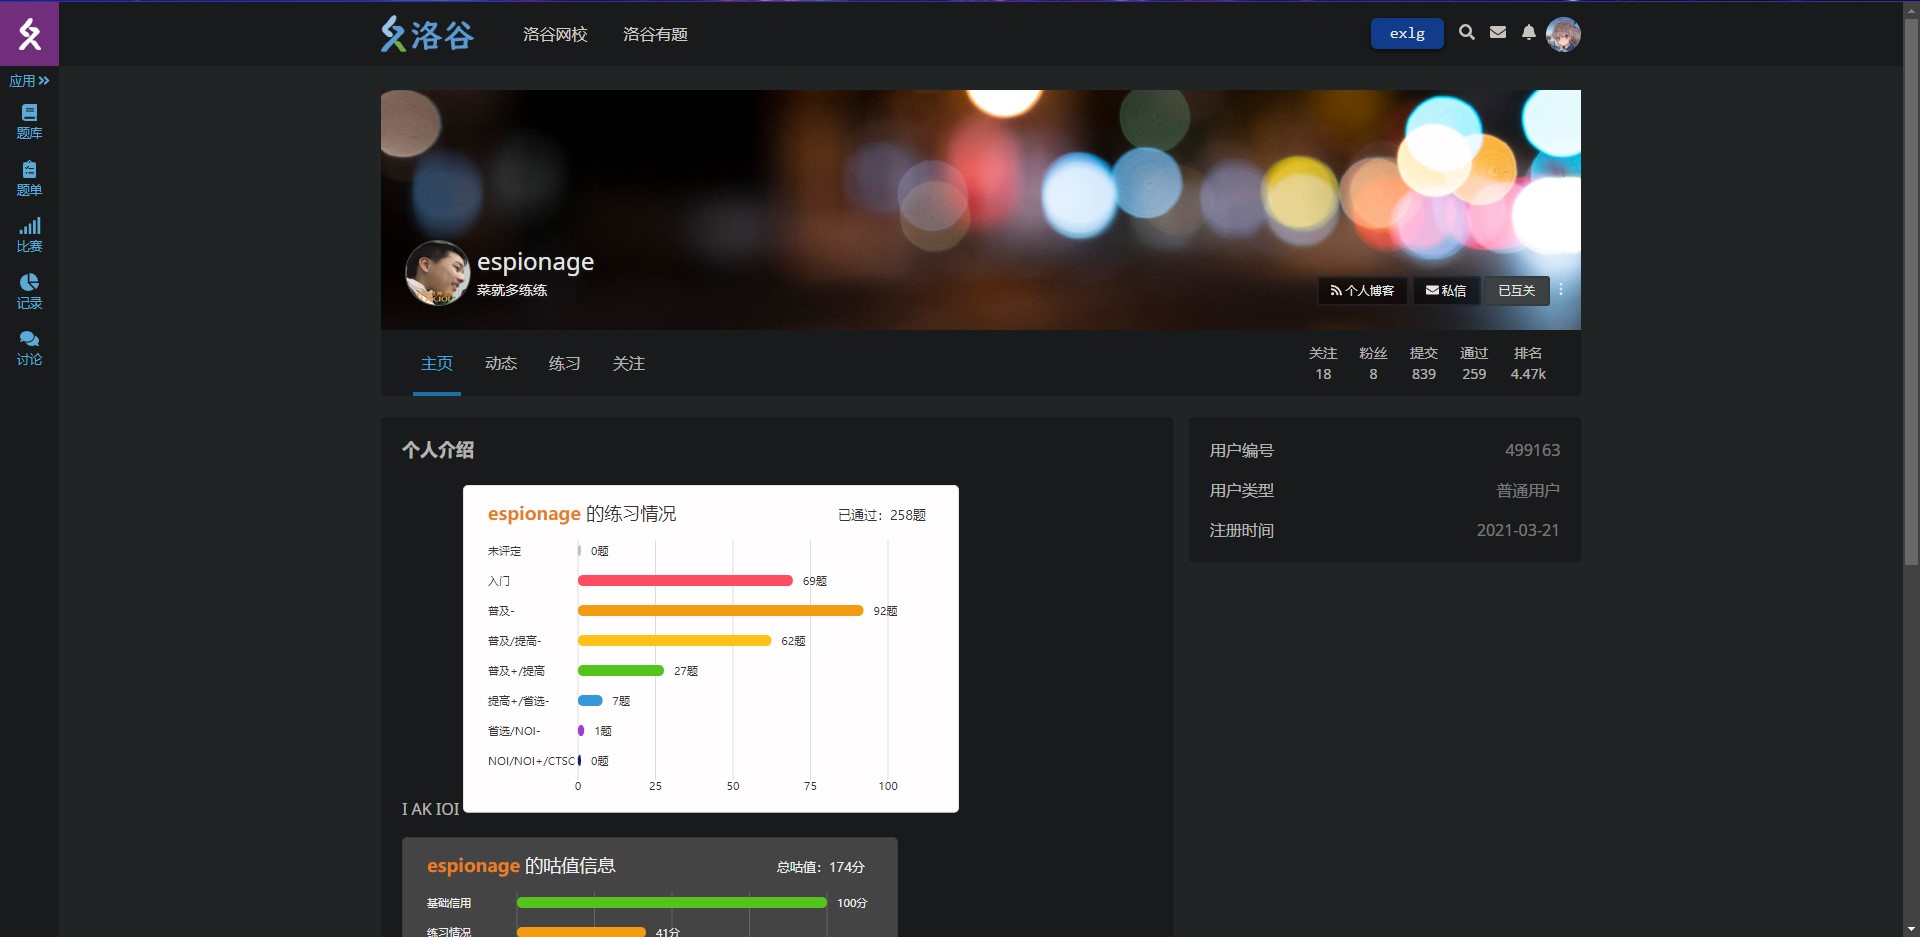 洛谷
洛谷网校
洛谷有题
exlg
应用
题库
题单
比赛
记录
讨论
espionage
菜就多练练
个人博客
私信
已互关
主页
动态
练习
关注
关注 粉丝 提交 通过 排名
18 8 839 259 4.47k
个人介绍
espionage 的练习情况 已通过：258题
未评定 0题
入门 69题
普及- 92题
普及/提高- 62题
普及+/提高 27题
提高+/省选- 7题
省选/NOI- 1题
NOI/NOI+/CTSC 0题
0 25 50 75 100
I AK IOI
espionage 的咕值信息 总咕值：174分
基础信用 100分
练习情况 41分
用户编号 499163
用户类型 普通用户
注册时间 2021-03-21